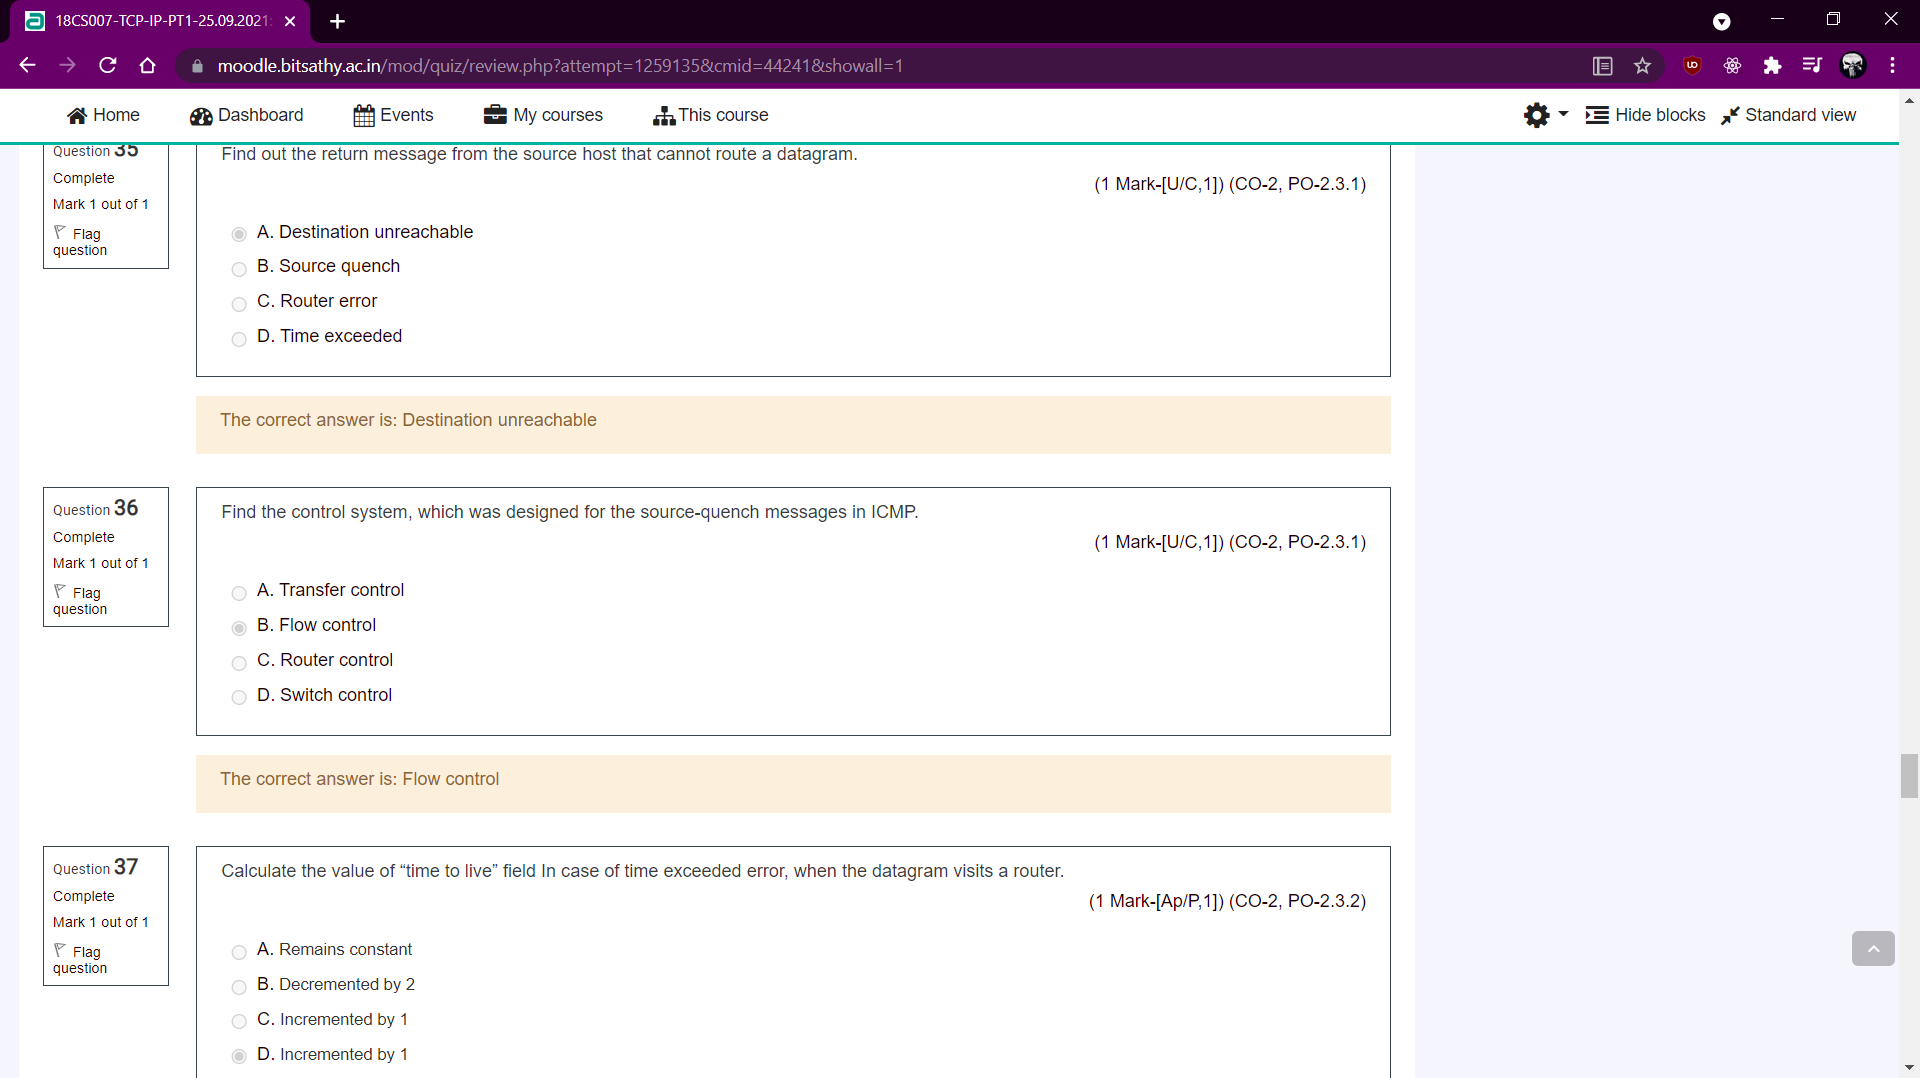 18CS007-TCP-IP-PT1-25.09.2021
moodle.bitsathy.ac.in/mod/quiz/review.php?attempt=1259135&cmid=44241&showall=1
Home Dashboard Events My courses This course Hide blocks Standard view
Question 35
Complete
Mark 1 out of 1
Flag question
Find out the return message from the source host that cannot route a datagram.
(1 Mark-[U/C,1]) (CO-2, PO-2.3.1)
A. Destination unreachable
B. Source quench
C. Router error
D. Time exceeded
The correct answer is: Destination unreachable
Question 36
Complete
Mark 1 out of 1
Flag question
Find the control system, which was designed for the source-quench messages in ICMP.
(1 Mark-[U/C,1]) (CO-2, PO-2.3.1)
A. Transfer control
B. Flow control
C. Router control
D. Switch control
The correct answer is: Flow control
Question 37
Complete
Mark 1 out of 1
Flag question
Calculate the value of “time to live” field In case of time exceeded error, when the datagram visits a router.
(1 Mark-[Ap/P,1]) (CO-2, PO-2.3.2)
A. Remains constant
B. Decremented by 2
C. Incremented by 1
D. Incremented by 1